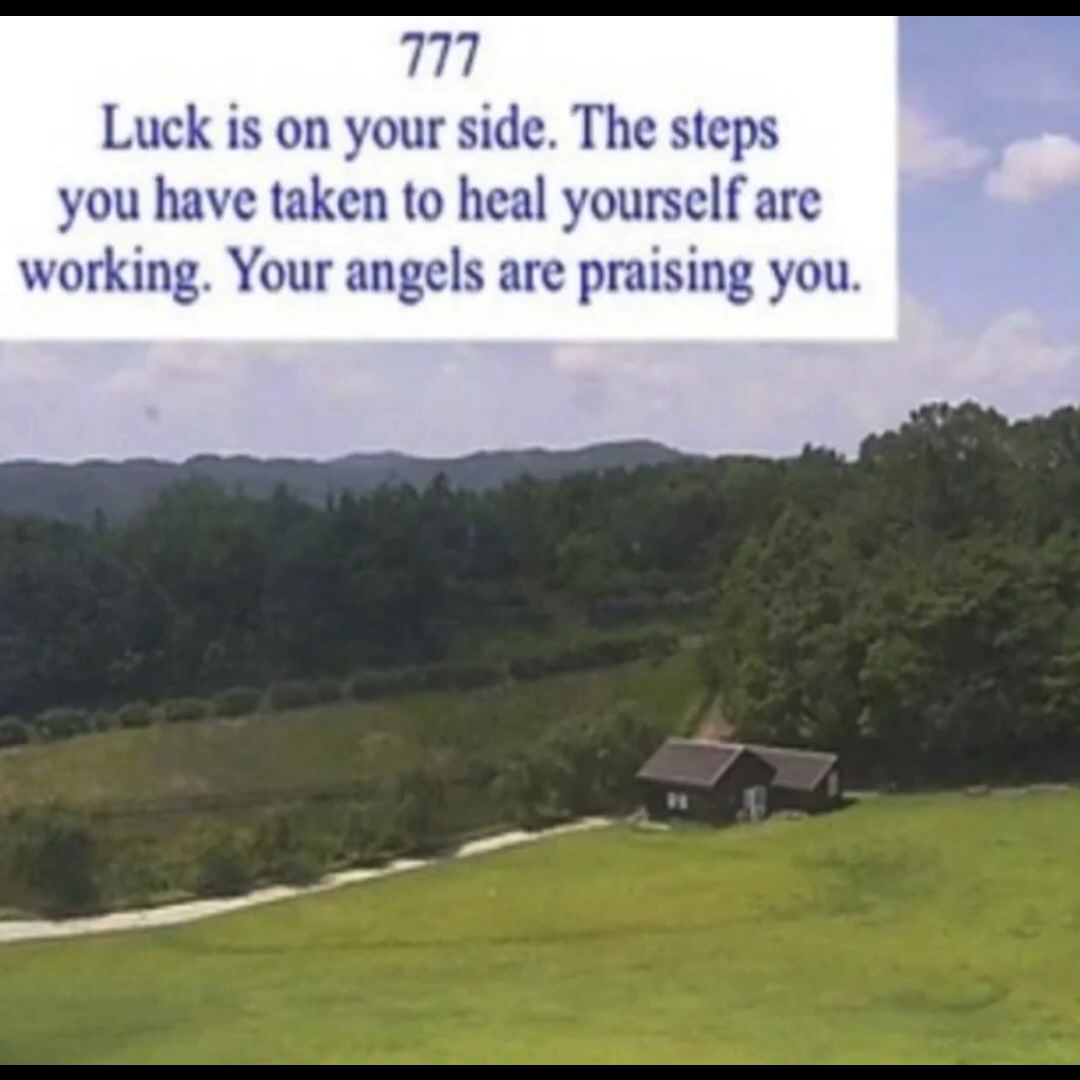 777
Luck is on your side. The steps
you have taken to heal yourself are
working. Your angels are praising you.